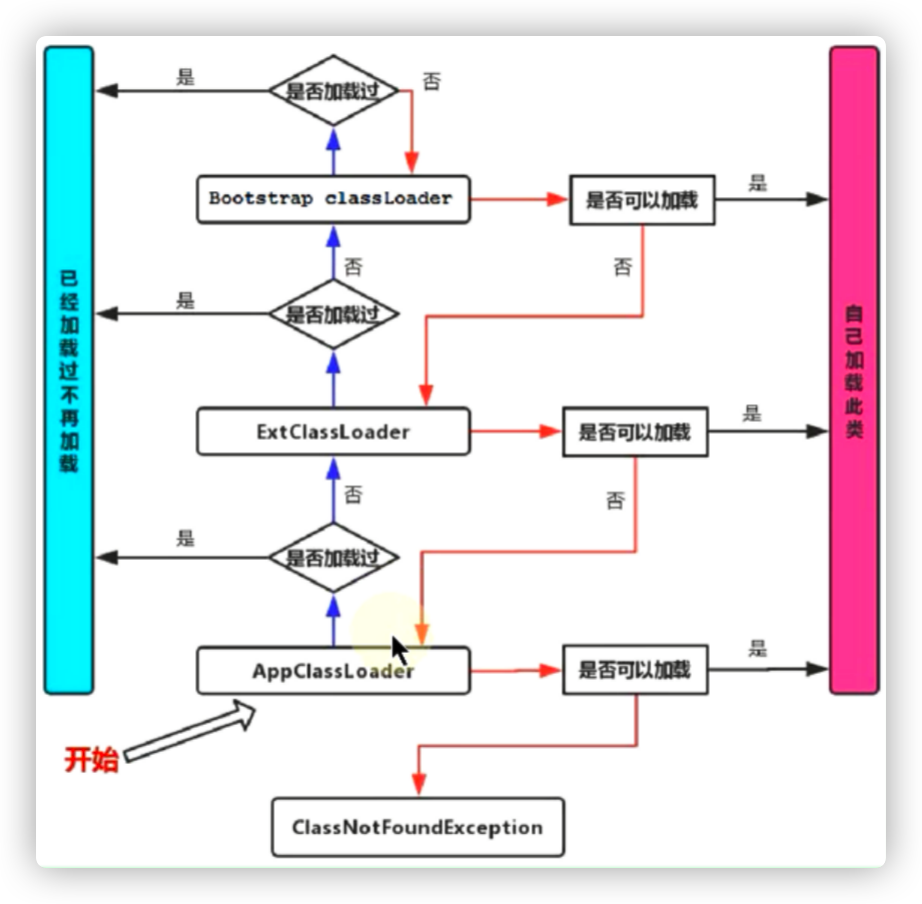 是
是否加载过
否
Bootstrap classLoader
是否可以加载
是
否
否
是
是否加载过
已经加载过不再加载
自己加载此类
ExtClassLoader
是否可以加载
是
否
否
是
是否加载过
AppClassLoader
是否可以加载
是
开始
ClassNotFoundException